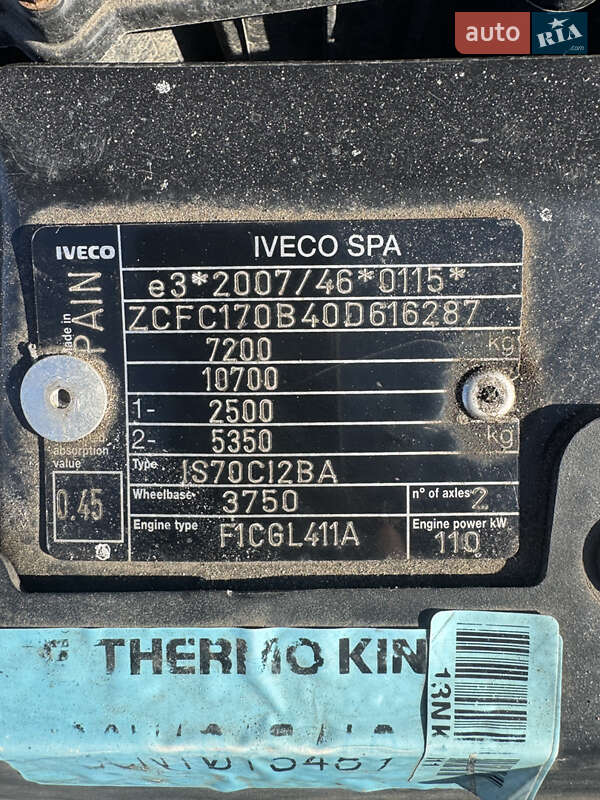 auto RIA .com
IVECO IVECO SPA
made in SPAIN
e3*2007/46*0115*
ZCFC170B40D616287
7200 kg
10700
1- 2500
2- 5350 kg
absorption value
0.45
Type IS70CI2BA
Wheelbase 3750 n° of axles 2
Engine type F1CGL411A Engine power kW 110
THERMO KIN
13NK